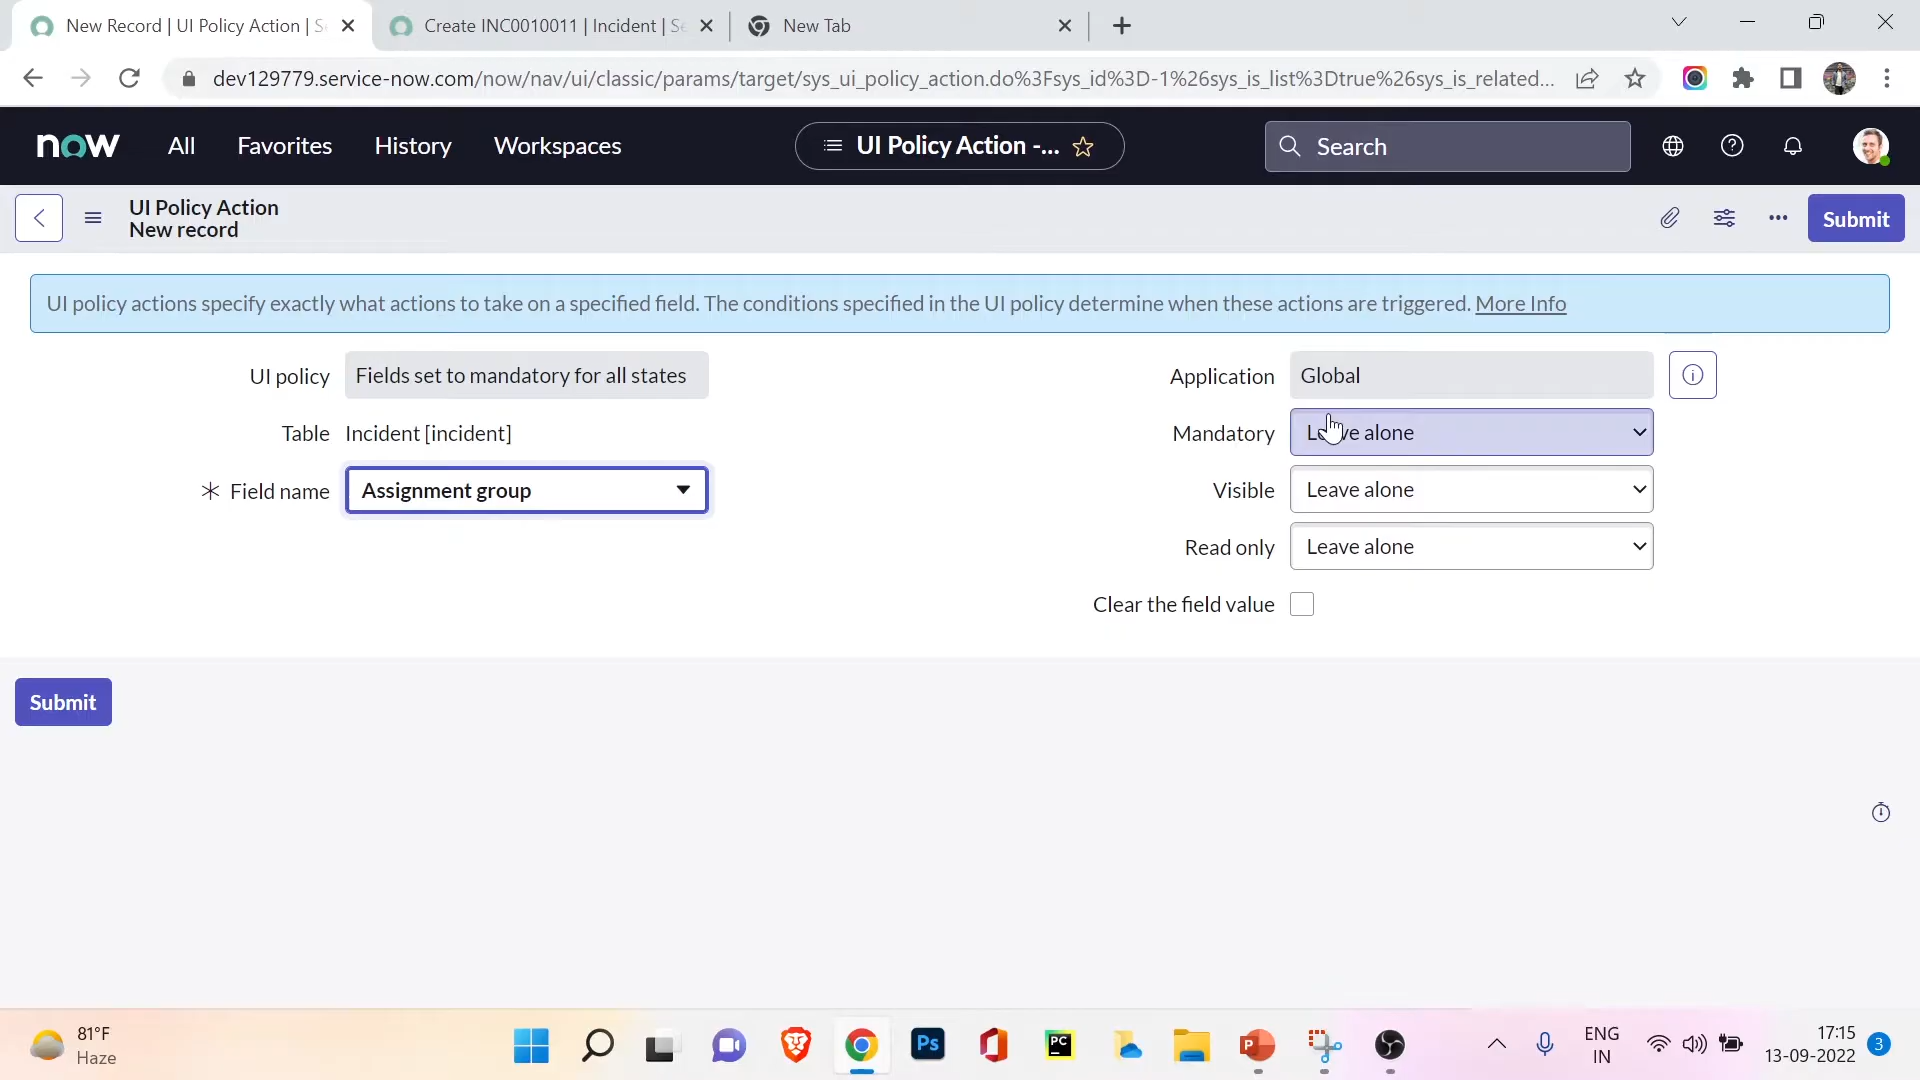 New Record | UI Policy Action | S
Create INC0010011 | Incident | Se
New Tab
dev129779.service-now.com/now/nav/ui/classic/params/target/sys_ui_policy_action.do%3Fsys_id%3D-1%26sys_is_list%3Dtrue%26sys_is_related...
now
All
Favorites
History
Workspaces
UI Policy Action -...
Search
UI Policy Action
New record
Submit
UI policy actions specify exactly what actions to take on a specified field. The conditions specified in the UI policy determine when these actions are triggered. More Info
UI policy
Fields set to mandatory for all states
Application
Global
Table
Incident [incident]
Mandatory
Leave alone
Field name
Assignment group
Visible
Leave alone
Read only
Leave alone
Clear the field value
Submit
81°F
Haze
Ps
PC
P
ENG
IN
17:15
13-09-2022
3